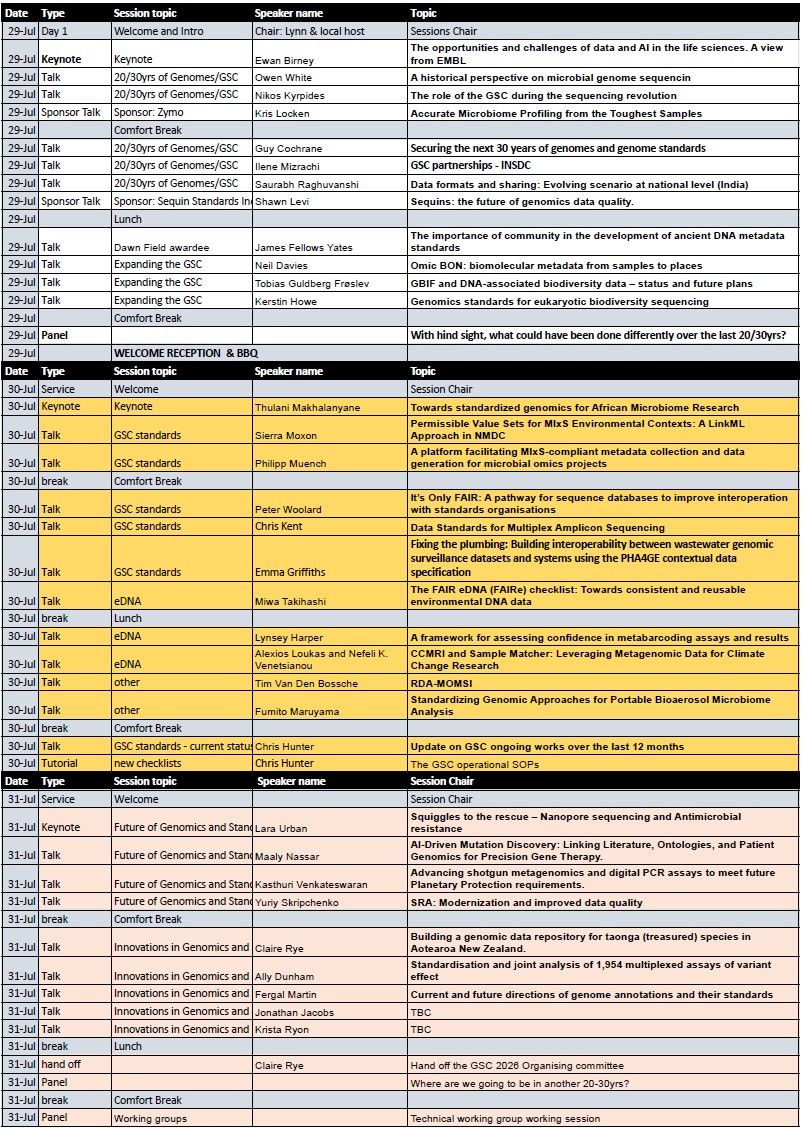 Date Type Session topic Speaker name Topic
29-Jul Day 1 Welcome and Intro Chair: Lynn & local host Sessions Chair
29-Jul Keynote Keynote Ewan Birney The opportunities and challenges of data and AI in the life sciences. A view
from EMBL
29-Jul Talk 20/30yrs of Genomes/GSC Owen White A historical perspective on microbial genome sequencin
29-Jul Talk 20/30yrs of Genomes/GSC Nikos Kyrpides The role of the GSC during the sequencing revolution
29-Jul Sponsor Talk Sponsor: Zymo Kris Locken Accurate Microbiome Profiling from the Toughest Samples
29-Jul Comfort Break
29-Jul Talk 20/30yrs of Genomes/GSC Guy Cochrane Securing the next 30 years of genomes and genome standards
29-Jul Talk 20/30yrs of Genomes/GSC Ilene Mizrachi GSC partnerships - INSDC
29-Jul Talk 20/30yrs of Genomes/GSC Saurabh Raghuvanshi Data formats and sharing: Evolving scenario at national level (India)
29-Jul Sponsor Talk Sponsor: Sequin Standards Inc Shawn Levi Sequins: the future of genomics data quality.
29-Jul Lunch
29-Jul Talk Dawn Field awardee James Fellows Yates The importance of community in the development of ancient DNA metadata
standards
29-Jul Talk Expanding the GSC Neil Davies Omic BON: biomolecular metadata from samples to places
29-Jul Talk Expanding the GSC Tobias Guldberg Frøslev GBIF and DNA-associated biodiversity data – status and future plans
29-Jul Talk Expanding the GSC Kerstin Howe Genomics standards for eukaryotic biodiversity sequencing
29-Jul Comfort Break
29-Jul Panel With hind sight, what could have been done differently over the last 20/30yrs?
29-Jul WELCOME RECEPTION & BBQ
Date Type Session topic Speaker name Topic
30-Jul Service Welcome Session Chair
30-Jul Keynote Keynote Thulani Makhalanyane Towards standardized genomics for African Microbiome Research
30-Jul Talk GSC standards Sierra Moxon Permissible Value Sets for MIxS Environmental Contexts: A LinkML
Approach in NMDC
30-Jul Talk GSC standards Philipp Muench A platform facilitating MIxS-compliant metadata collection and data
generation for microbial omics projects
30-Jul break Comfort Break
30-Jul Talk GSC standards Peter Woolard It's Only FAIR: A pathway for sequence databases to improve interoperation
with standards organisations
30-Jul Talk GSC standards Chris Kent Data Standards for Multiplex Amplicon Sequencing
30-Jul Talk GSC standards Emma Griffiths Fixing the plumbing: Building interoperability between wastewater genomic
surveillance datasets and systems using the PHA4GE contextual data
specification
30-Jul Talk eDNA Miwa Takihashi The FAIR eDNA (FAIRe) checklist: Towards consistent and reusable
environmental DNA data
30-Jul break Lunch
30-Jul Talk eDNA Lynsey Harper A framework for assessing confidence in metabarcoding assays and results
30-Jul Talk eDNA Alexios Loukas and Nefeli K.
Venetsianou CCMRI and Sample Matcher: Leveraging Metagenomic Data for Climate
Change Research
30-Jul Talk other Tim Van Den Bossche RDA-MOMSI
30-Jul Talk other Fumito Maruyama Standardizing Genomic Approaches for Portable Bioaerosol Microbiome
Analysis
30-Jul break Comfort Break
30-Jul Talk GSC standards - current status Chris Hunter Update on GSC ongoing works over the last 12 months
30-Jul Tutorial new checklists Chris Hunter The GSC operational SOPs
Date Type Session topic Speaker name Session Chair
31-Jul Service Welcome Session Chair
31-Jul Keynote Future of Genomics and Stand Lara Urban Squiggles to the rescue – Nanopore sequencing and Antimicrobial
resistance
31-Jul Talk Future of Genomics and Stand Maaly Nassar AI-Driven Mutation Discovery: Linking Literature, Ontologies, and Patient
Genomics for Precision Gene Therapy.
31-Jul Talk Future of Genomics and Stand Kasthuri Venkateswaran Advancing shotgun metagenomics and digital PCR assays to meet future
Planetary Protection requirements.
31-Jul Talk Future of Genomics and Stand Yuriy Skripchenko SRA: Modernization and improved data quality
31-Jul break Comfort Break
31-Jul Talk Innovations in Genomics and Claire Rye Building a genomic data repository for taonga (treasured) species in
Aotearoa New Zealand.
31-Jul Talk Innovations in Genomics and Ally Dunham Standardisation and joint analysis of 1,954 multiplexed assays of variant
effect
31-Jul Talk Innovations in Genomics and Fergal Martin Current and future directions of genome annotations and their standards
31-Jul Talk Innovations in Genomics and Jonathan Jacobs TBC
31-Jul Talk Innovations in Genomics and Krista Ryon TBC
31-Jul break Lunch
31-Jul hand off Claire Rye Hand off the GSC 2026 Organising committee
31-Jul Panel Where are we going to be in another 20-30yrs?
31-Jul break Comfort Break
31-Jul Panel Working groups Technical working group working session